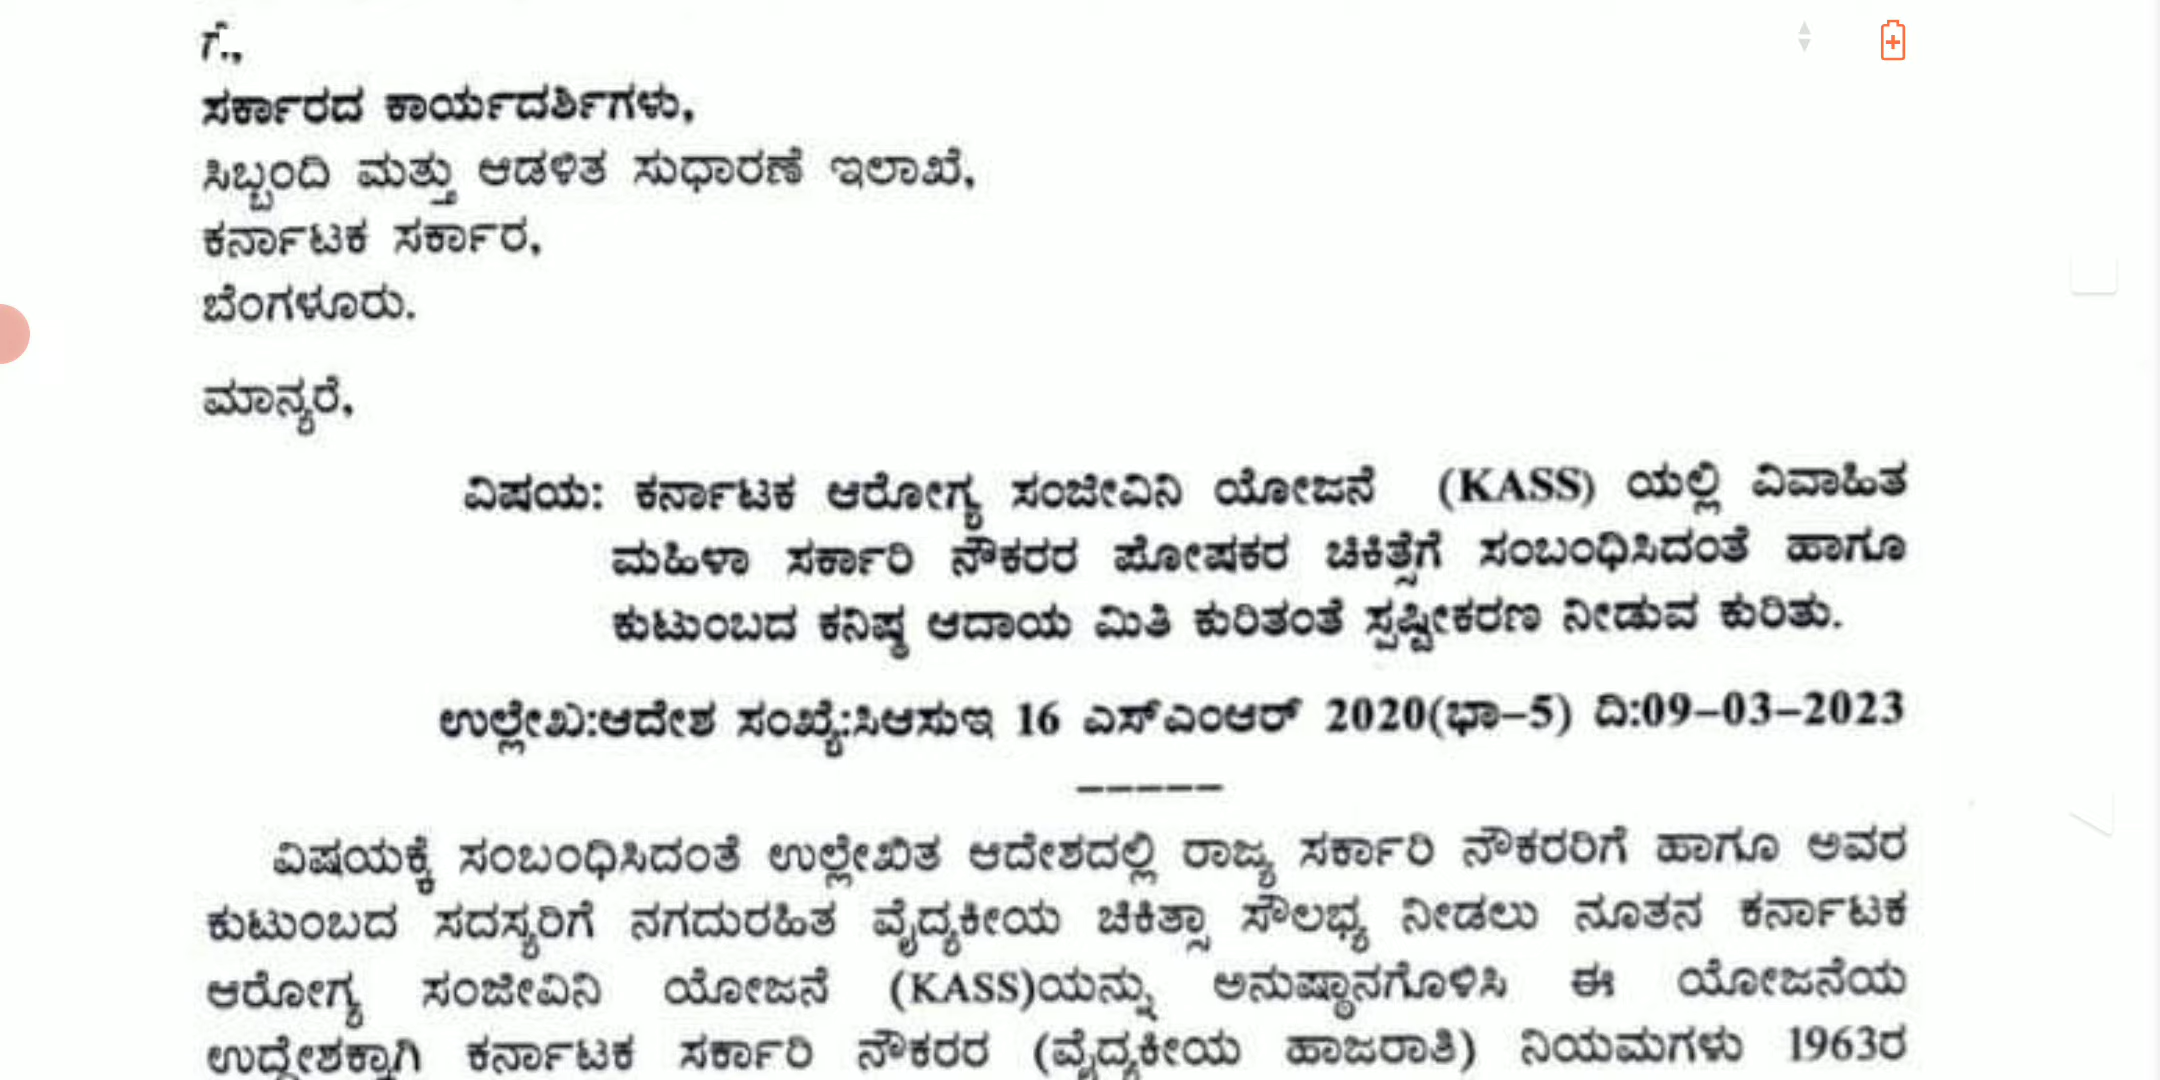 ಗೆ.,
ಸರ್ಕಾರದ ಕಾರ್ಯದರ್ಶಿಗಳು,
ಸಿಬ್ಬಂದಿ ಮತ್ತು ಆಡಳಿತ ಸುಧಾರಣೆ ಇಲಾಖೆ,
ಕರ್ನಾಟಕ ಸರ್ಕಾರ,
ಬೆಂಗಳೂರು.
ಮಾನ್ಯರೆ,
ವಿಷಯ: ಕರ್ನಾಟಕ ಆರೋಗ್ಯ ಸಂಜೀವಿನಿ ಯೋಜನೆ (KASS) ಯಲ್ಲಿ ವಿವಾಹಿತ
ಮಹಿಳಾ ಸರ್ಕಾರಿ ನೌಕರರ ಪೋಷಕರ ಚಿಕಿತ್ಸೆಗೆ ಸಂಬಂಧಿಸಿದಂತೆ ಹಾಗೂ
ಕುಟುಂಬದ ಕನಿಷ್ಠ ಆದಾಯ ಮಿತಿ ಕುರಿತಂತೆ ಸ್ಪಷ್ಟೀಕರಣ ನೀಡುವ ಕುರಿತು.
ಉಲ್ಲೇಖ:ಆದೇಶ ಸಂಖ್ಯೆ:ಸಿಆಸುಇ 16 ಎಸ್‌ಎಂಆರ್ 2020(ಭಾ-5) ದಿ:09-03-2023
-----
ವಿಷಯಕ್ಕೆ ಸಂಬಂಧಿಸಿದಂತೆ ಉಲ್ಲೇಖಿತ ಆದೇಶದಲ್ಲಿ ರಾಜ್ಯ ಸರ್ಕಾರಿ ನೌಕರರಿಗೆ ಹಾಗೂ ಅವರ
ಕುಟುಂಬದ ಸದಸ್ಯರಿಗೆ ನಗದುರಹಿತ ವೈದ್ಯಕೀಯ ಚಿಕಿತ್ಸಾ ಸೌಲಭ್ಯ ನೀಡಲು ನೂತನ ಕರ್ನಾಟಕ
ಆರೋಗ್ಯ ಸಂಜೀವಿನಿ ಯೋಜನೆ (KASS)ಯನ್ನು ಅನುಷ್ಠಾನಗೊಳಿಸಿ ಈ ಯೋಜನೆಯ
ಉದ್ದೇಶಕ್ಕಾಗಿ ಕರ್ನಾಟಕ ಸರ್ಕಾರಿ ನೌಕರರ (ವೈದ್ಯಕೀಯ ಹಾಜರಾತಿ) ನಿಯಮಗಳು 1963ರ